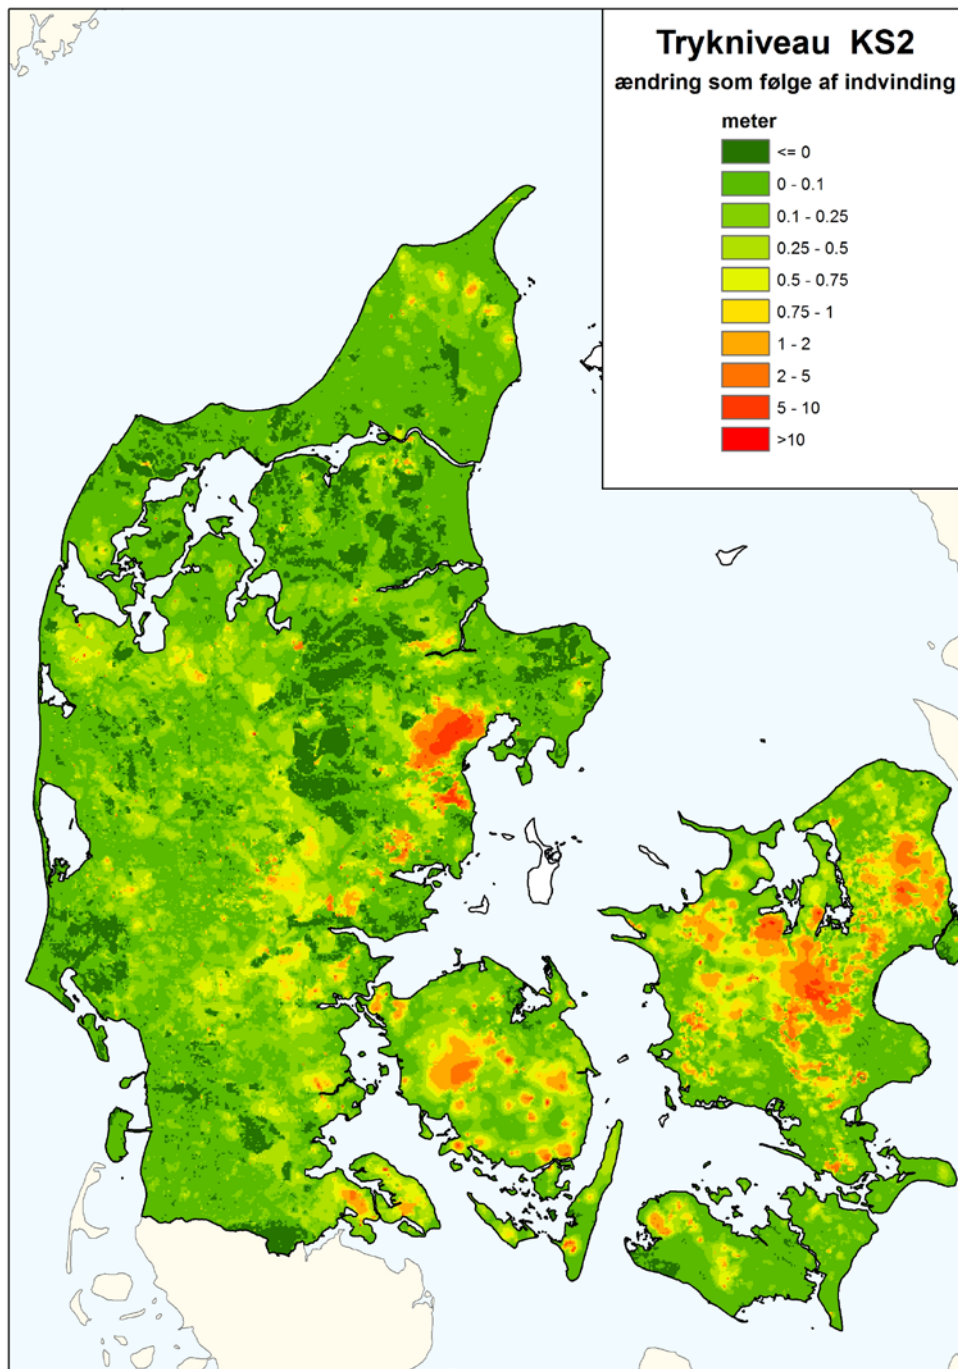 Trykniveau KS2
ændring som følge af indvinding
meter
<= 0
0 - 0.1
0.1 - 0.25
0.25 - 0.5
0.5 - 0.75
0.75 - 1
1 - 2
2 - 5
5 - 10
>10